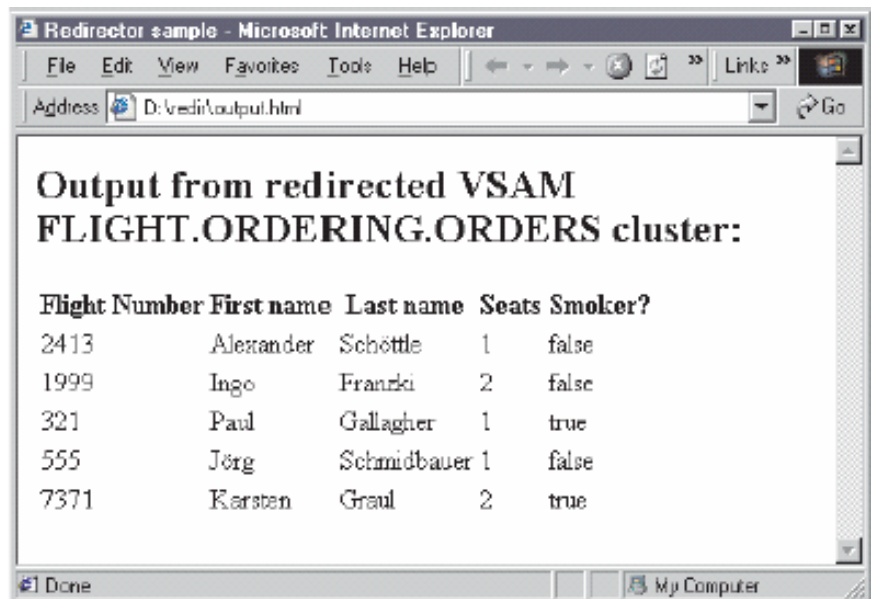 Redirector sample - Microsoft Internet Explorer
File Edit View Favorites Tools Help » Links »
Address D:\redir\output.html Go
Output from redirected VSAM
FLIGHT.ORDERING.ORDERS cluster:
Flight Number First name Last name Seats Smoker?
2413 Alexander Schöttle 1 false
1999 Ingo Franzki 2 false
321 Paul Gallagher 1 true
555 Jörg Schmidbauer 1 false
7371 Karsten Graul 2 true
Done My Computer